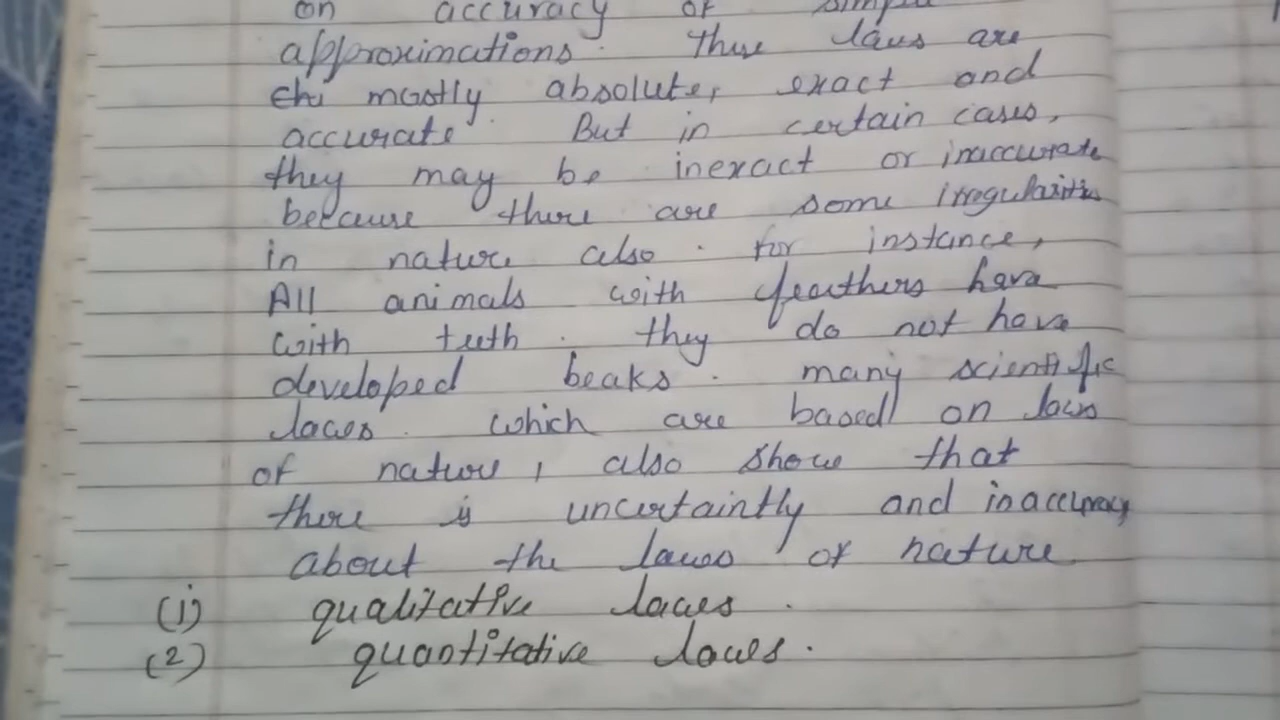 on accuracy of simple
approximations. These laws are
mostly absolute, exact and
accurate. But in certain cases,
they may be inexact or inaccurate
because there are some irregularities
in nature also. for instance,
All animals with feathers have
with teeth. they do not have
developed beaks. many scientific
laws. which are based on laws
of nature, also show that
there is uncertaintly and inaccuracy
about the laws of nature
(1) qualitative laws.
(2) quantitative laws.